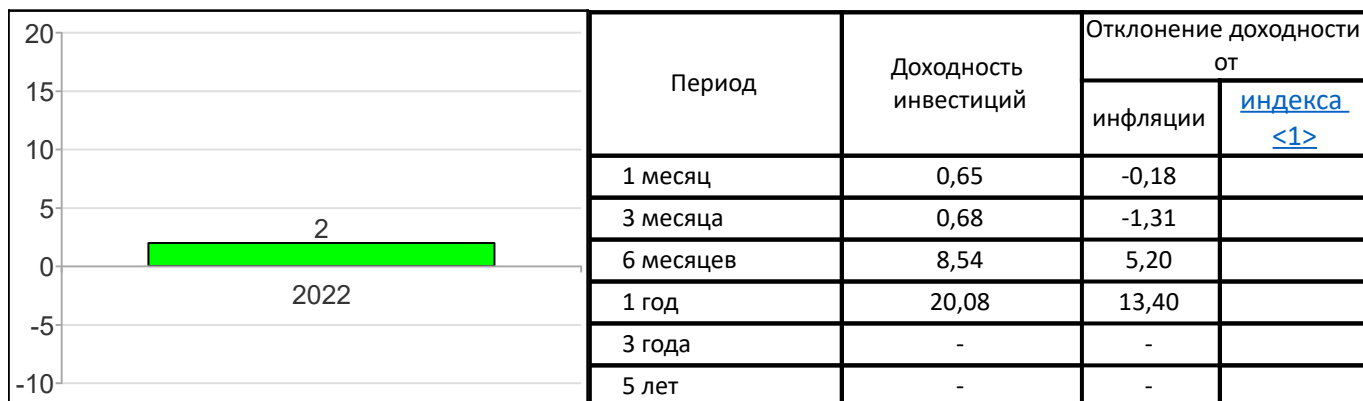 20
15
10
5
0
-5
-10
2
2022
Период
Доходность
инвестиций
Отклонение доходности
от
инфляции
индекса
<1>
1 месяц 0,65 -0,18
3 месяца 0,68 -1,31
6 месяцев 8,54 5,20
1 год 20,08 13,40
3 года - -
5 лет - -